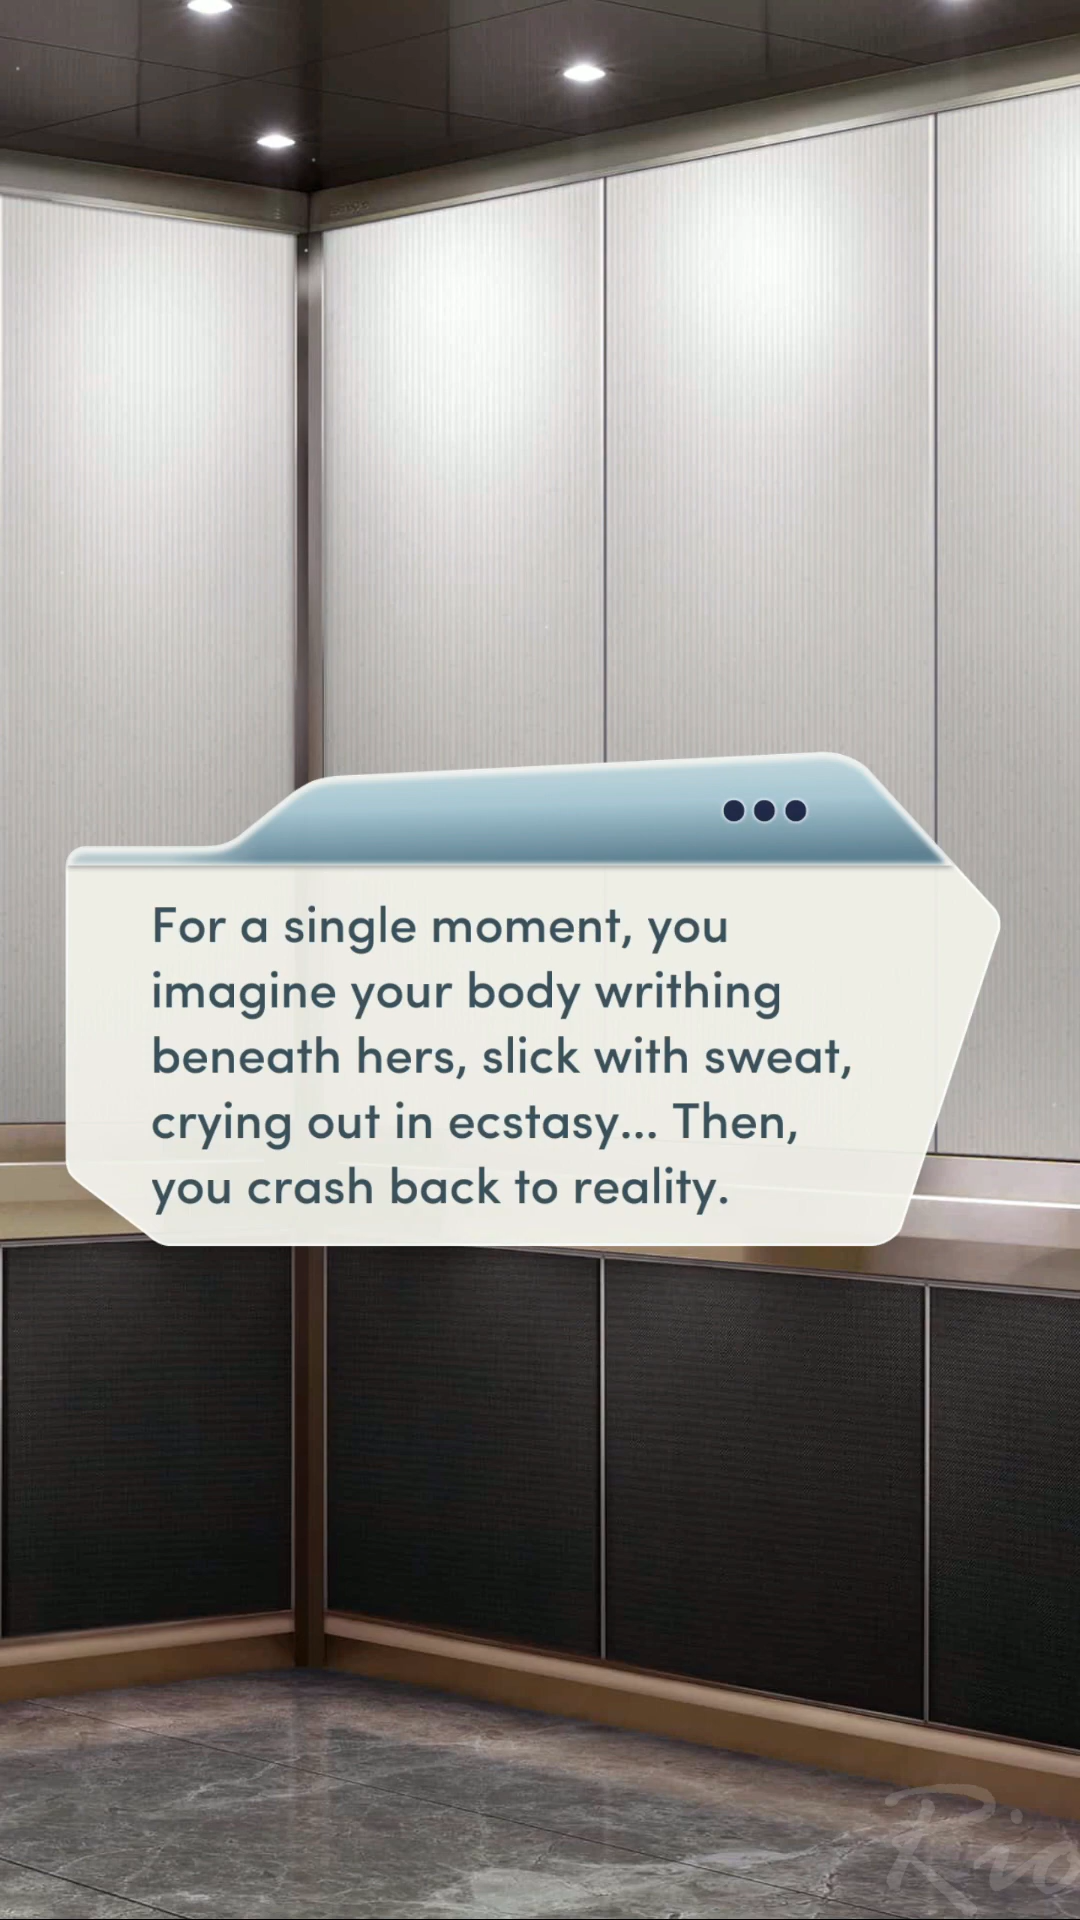 For a single moment, you
imagine your body writhing
beneath hers, slick with sweat,
crying out in ecstasy... Then,
you crash back to reality.
Rio